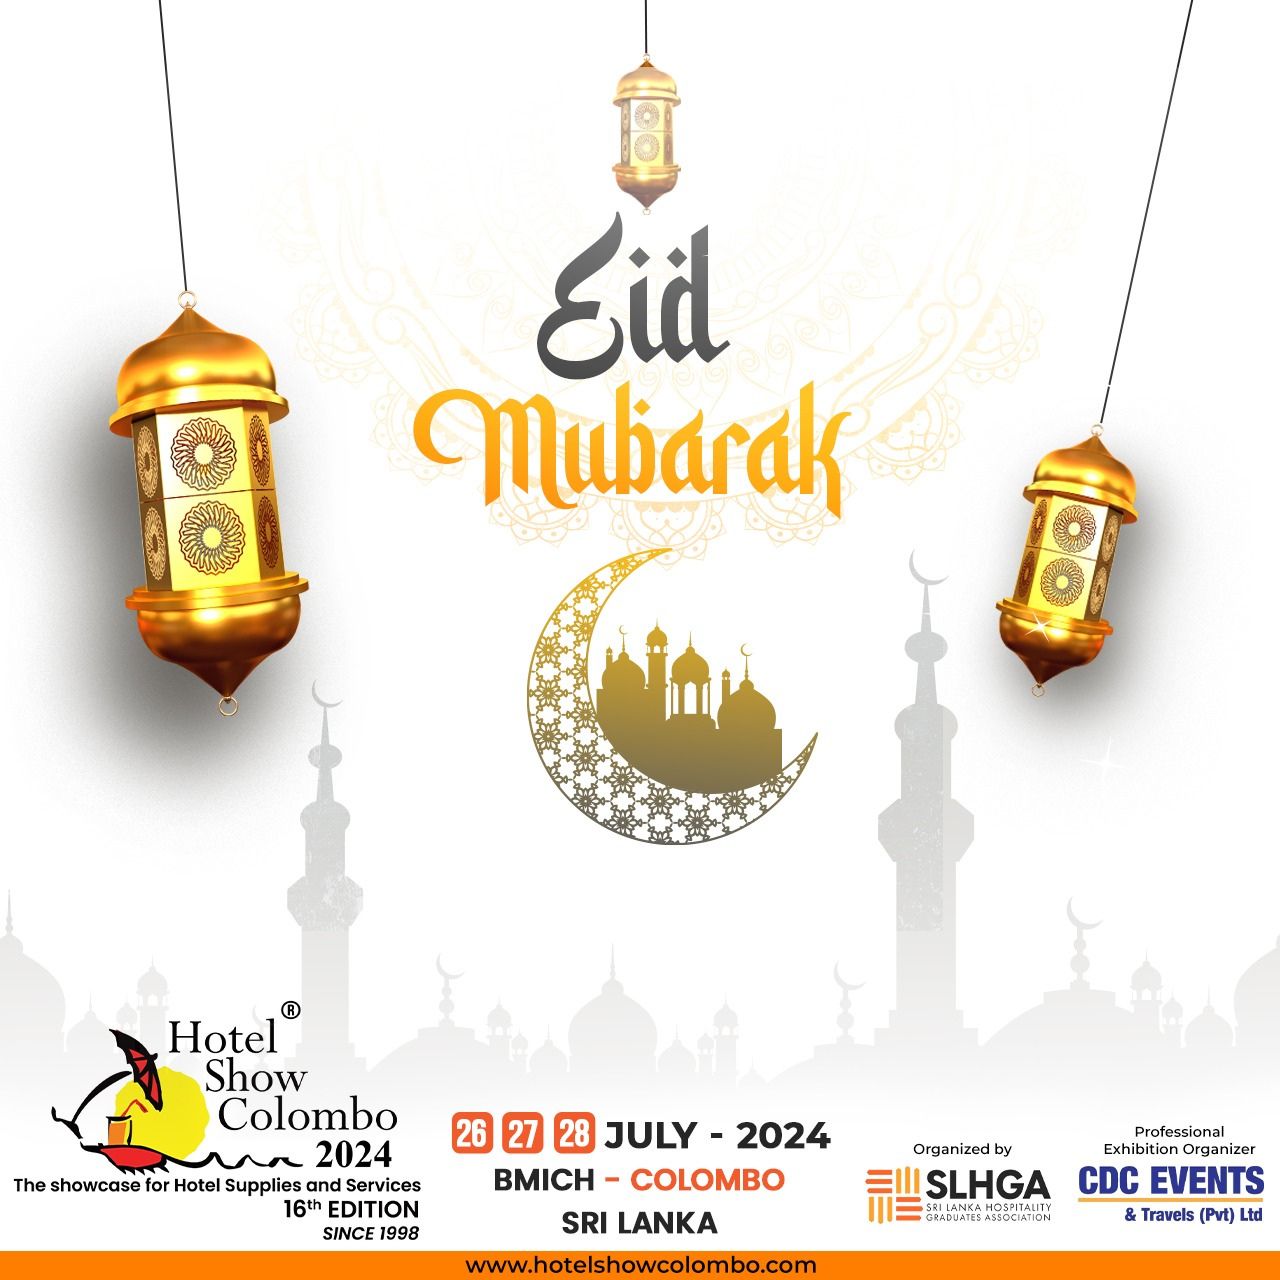 Eid
Mubarak
Hotel ®
Show
Colombo
2024
The showcase for Hotel Supplies and Services
16th EDITION
SINCE 1998
26 27 28 JULY - 2024
BMICH - COLOMBO
SRI LANKA
Organized by
SLHGA
SRI LANKA HOSPITALITY
GRADUATES ASSOCIATION
Professional
Exhibition Organizer
CDC EVENTS
& Travels (Pvt) Ltd
www.hotelshowcolombo.com